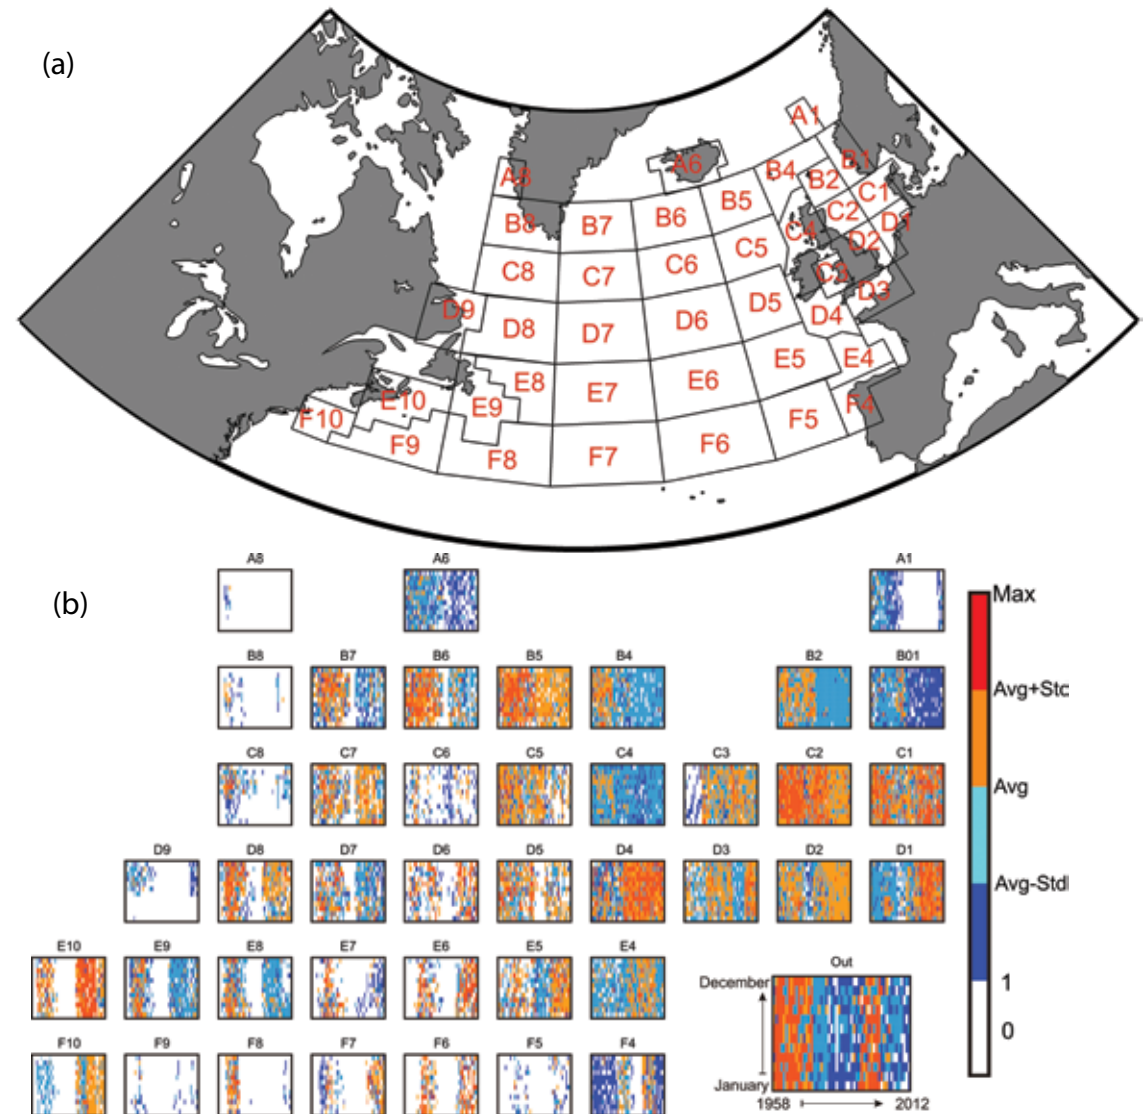 (a)
A1
A8 A6 B4 B2 B1
B8 B7 B6 B5 C4 C2 C1
C8 C7 C6 C5 C3 D2 D1
D9 D8 D7 D6 D5 D4 D3
F10 E10 E9 E8 E7 E6 E5 E4
F9 F8 F7 F6 F5 F4
(b)
A8 A6 A1
B8 B7 B6 B5 B4 B2 B01
C8 C7 C6 C5 C4 C3 C2 C1
D9 D8 D7 D6 D5 D4 D3 D2 D1
E10 E9 E8 E7 E6 E5 E4
F10 F9 F8 F7 F6 F5 F4
Out
December
January
1958 2012
Max
Avg+Stc
Avg
Avg-Stdl
1
0